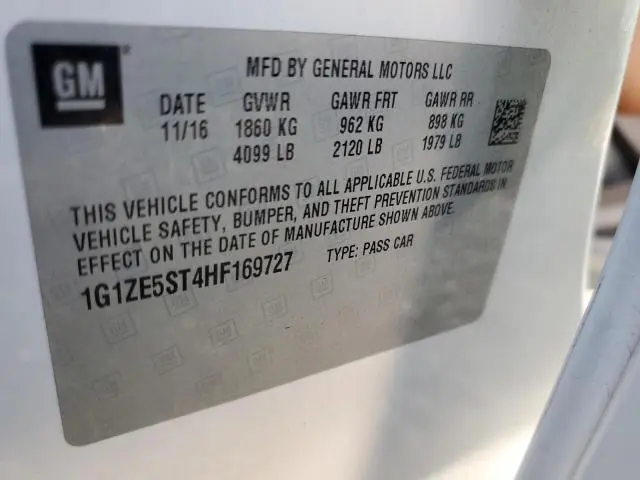 GM
MFD BY GENERAL MOTORS LLC
DATE GVWR GAWR FRT GAWR RR
11/16 1860 KG 962 KG 898 KG
4099 LB 2120 LB 1979 LB
THIS VEHICLE CONFORMS TO ALL APPLICABLE U.S. FEDERAL MOTOR
VEHICLE SAFETY, BUMPER, AND THEFT PREVENTION STANDARDS IN
EFFECT ON THE DATE OF MANUFACTURE SHOWN ABOVE.
1G1ZE5ST4HF169727 TYPE: PASS CAR